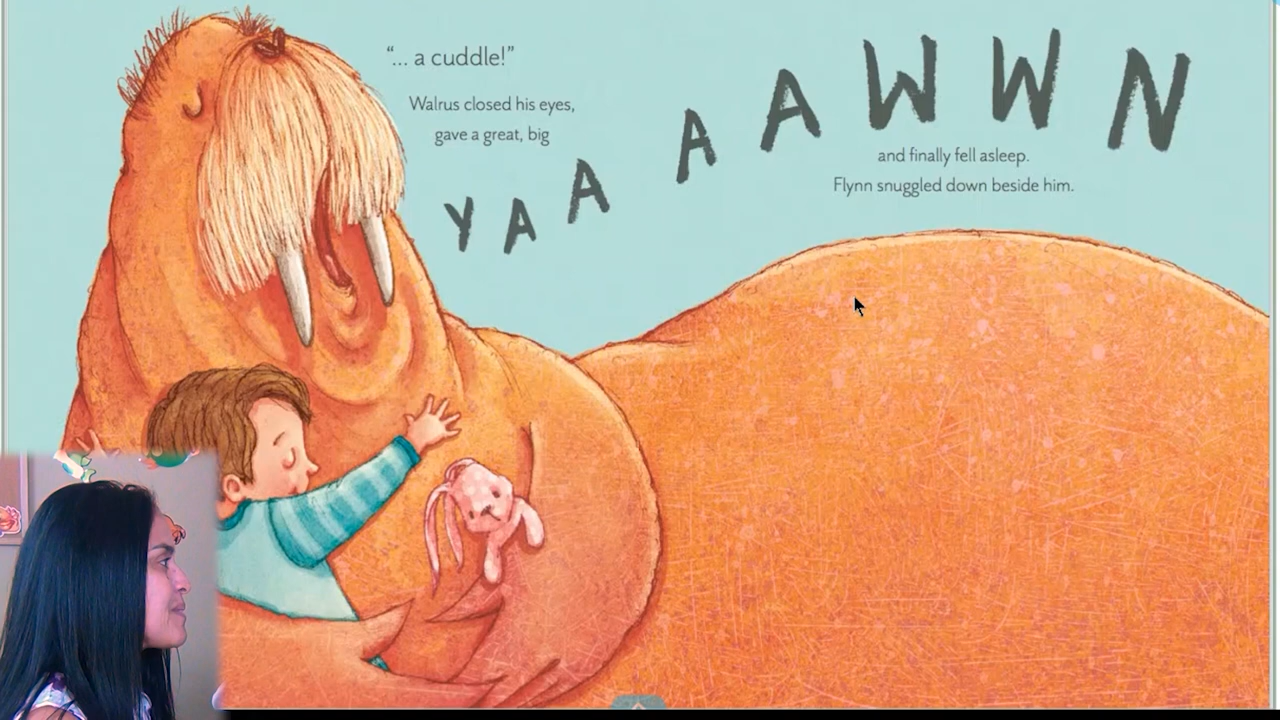 “... a cuddle!”
Walrus closed his eyes,
gave a great, big
YAAAAWWN
and finally fell asleep.
Flynn snuggled down beside him.